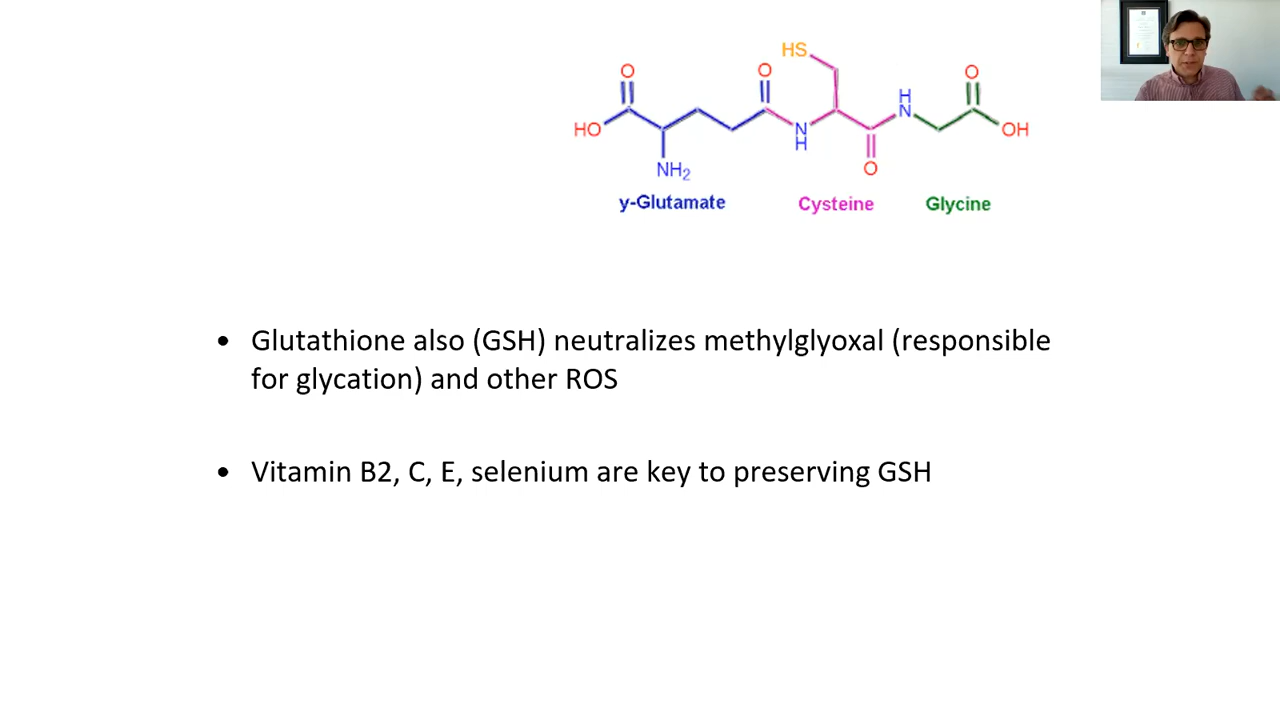 HS
O
O
O
H
N
HO
N
H
OH
NH2
O
y-Glutamate
Cysteine
Glycine
• Glutathione also (GSH) neutralizes methylglyoxal (responsible
for glycation) and other ROS
• Vitamin B2, C, E, selenium are key to preserving GSH